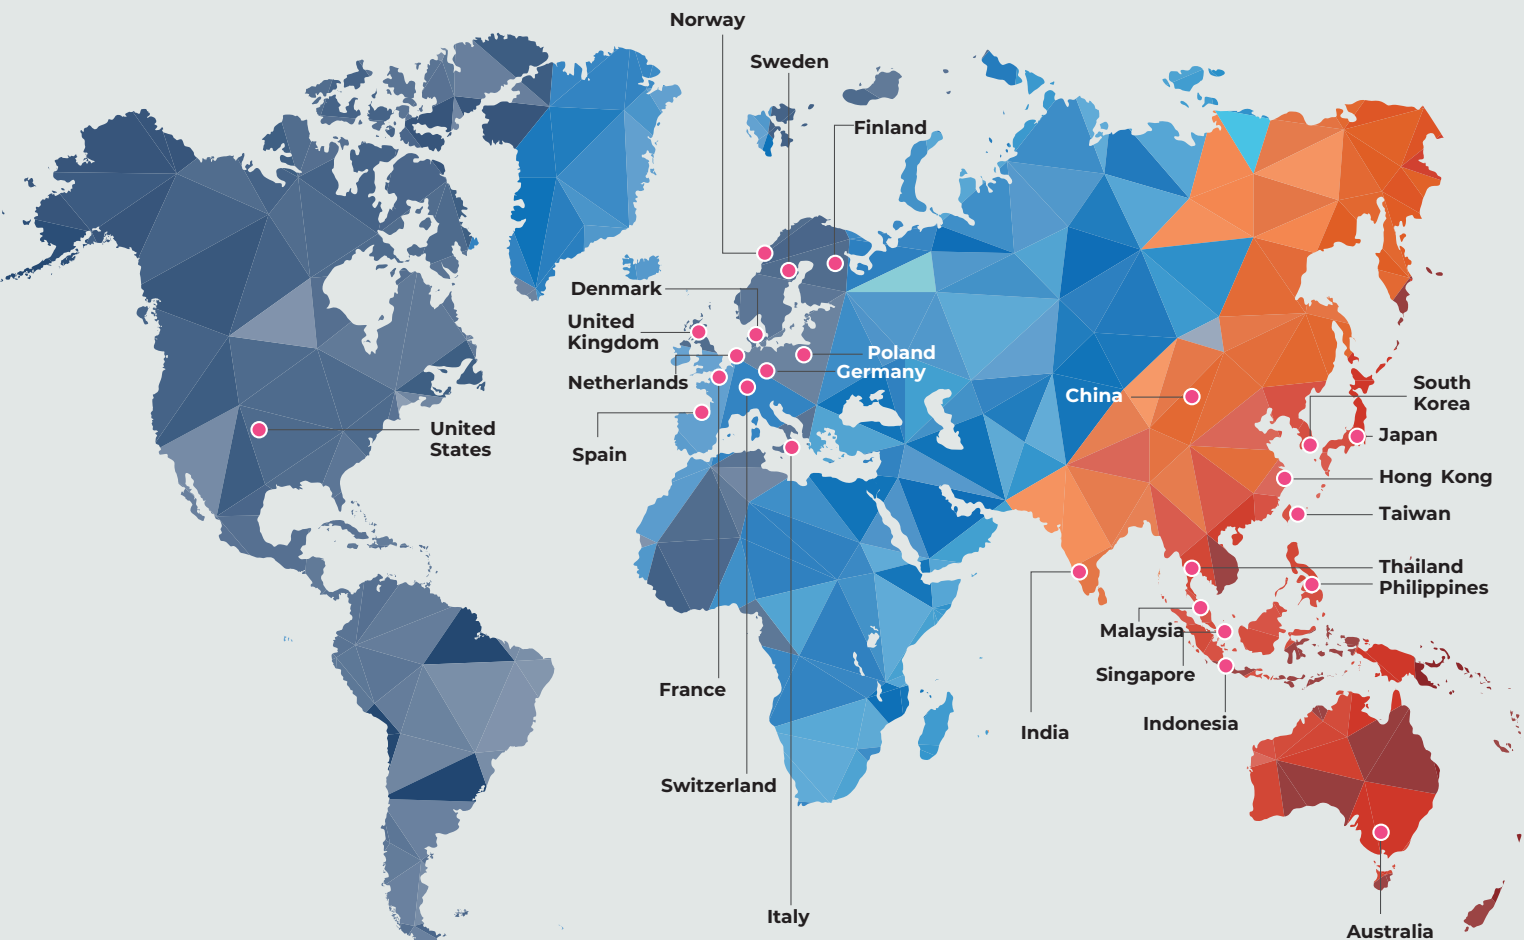 Norway
Sweden
Finland
Denmark
United
Kingdom
Poland
Germany
Netherlands
China
South
Korea
United
States
Japan
Spain
Hong Kong
Taiwan
Thailand
Philippines
Malaysia
Singapore
France
Indonesia
India
Switzerland
Italy
Australia